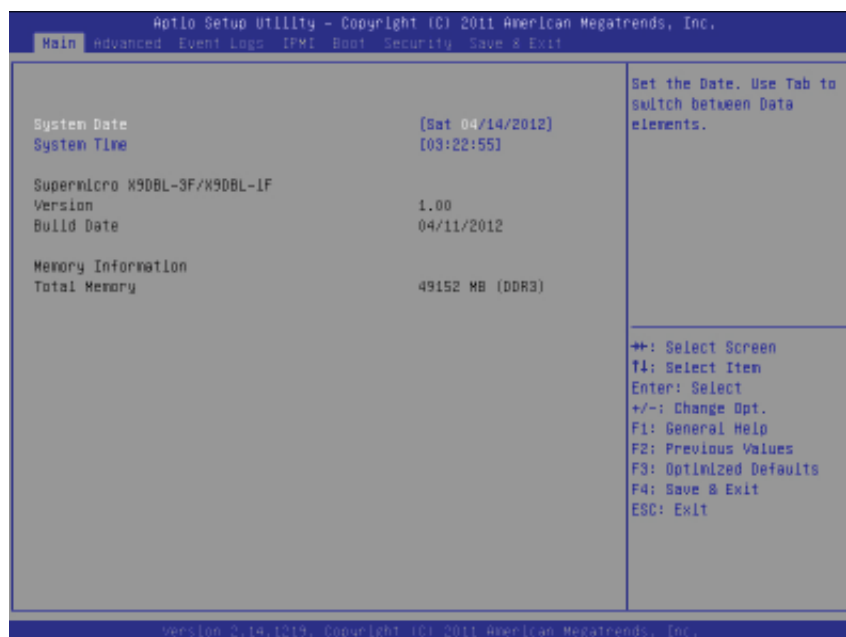 Aptio Setup Utility – Copyright (C) 2011 American Megatrends, Inc.
Main Advanced Event Logs IPMI Boot Security Save & Exit
System Date [Sat 04/14/2012]
System Time [03:22:55]
Supermicro X9DBL-3F/X9DBL-iF
Version 1.00
Build Date 04/11/2012
Memory Information
Total Memory 49152 MB (DDR3)
Set the Date. Use Tab to
switch between Data
elements.
→←: Select Screen
↑↓: Select Item
Enter: Select
+/-: Change Opt.
F1: General Help
F2: Previous Values
F3: Optimized Defaults
F4: Save & Exit
ESC: Exit
Version 2.14.1219. Copyright (C) 2011 American Megatrends, Inc.